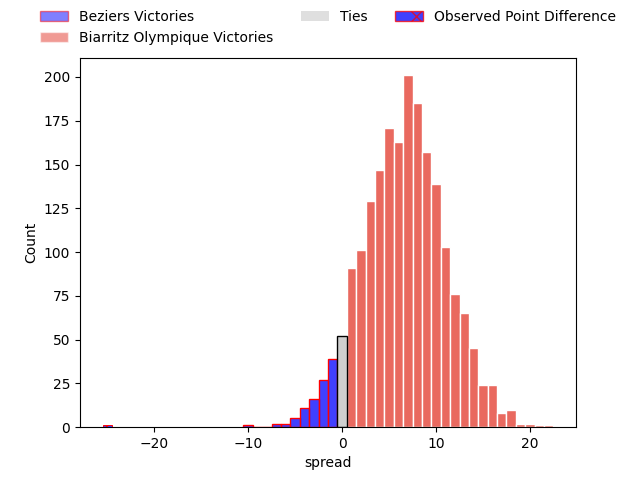 Beziers Victories
Ties
Observed Point Difference
Biarritz Olympique Victories
200
175
150
125
100
75
50
25
0
Count
−20
−10
0
10
20
spread